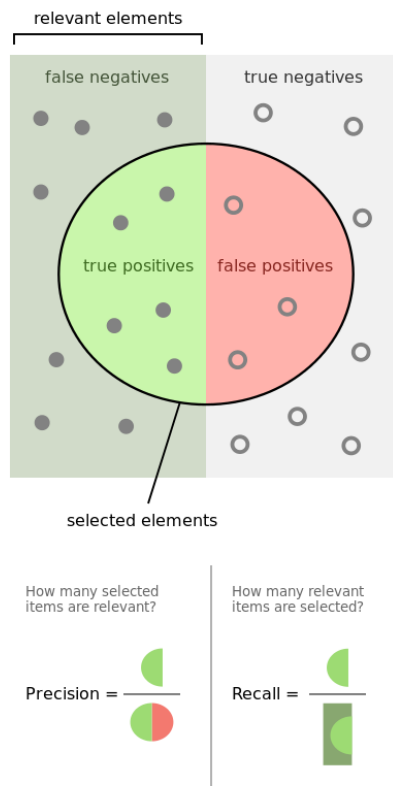 relevant elements
false negatives
true negatives
true positives
false positives
selected elements
How many selected
items are relevant?
How many relevant
items are selected?
Precision =
Recall =